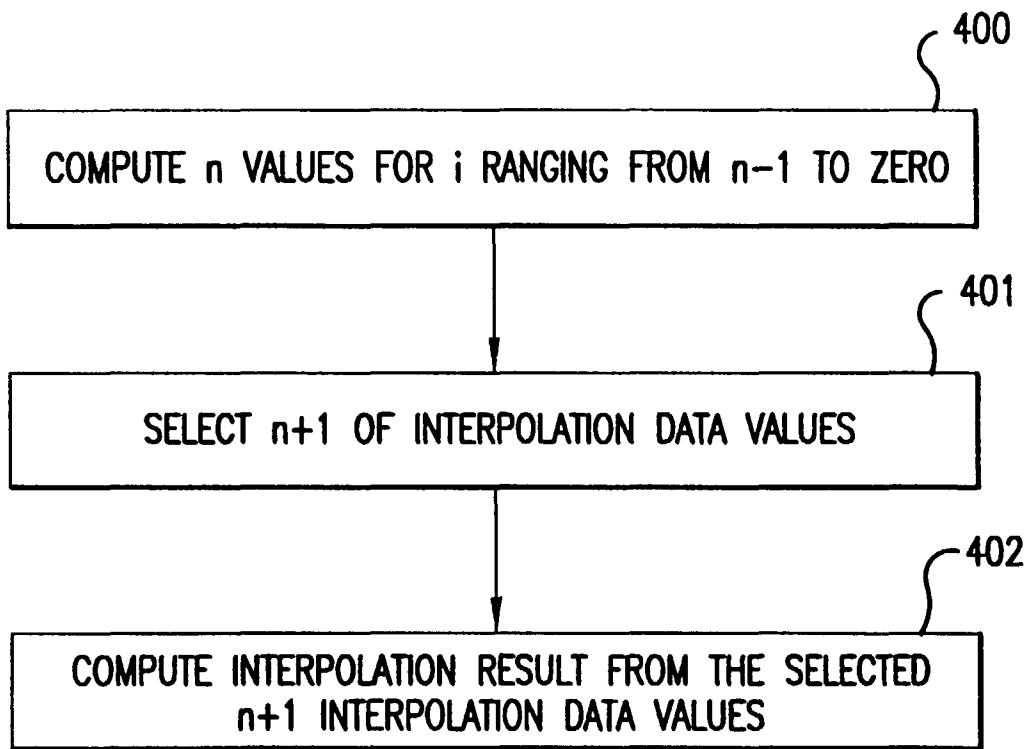 400
COMPUTE n VALUES FOR i RANGING FROM n-1 TO ZERO
401
SELECT n+1 OF INTERPOLATION DATA VALUES
402
COMPUTE INTERPOLATION RESULT FROM THE SELECTED
n+1 INTERPOLATION DATA VALUES